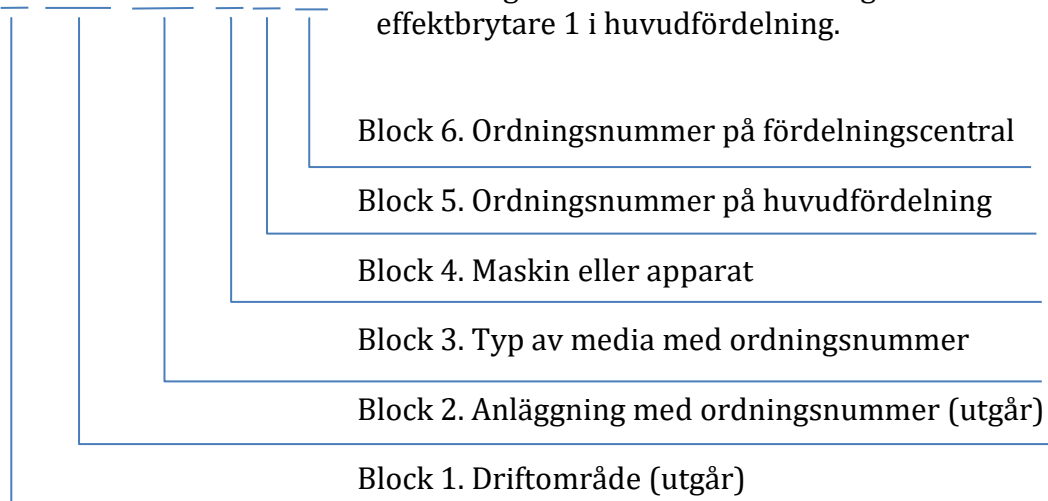 effektbrytare 1 i huvudfördelning.
Block 6. Ordningsnummer på fördelningscentral
Block 5. Ordningsnummer på huvudfördelning
Block 4. Maskin eller apparat
Block 3. Typ av media med ordningsnummer
Block 2. Anläggning med ordningsnummer (utgår)
Block 1. Driftområde (utgår)